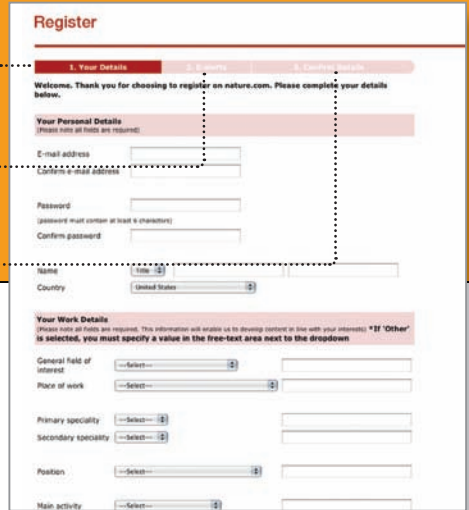 Register
1. Your Details 2. E-alerts 3. Confirm Details
Welcome. Thank you for choosing to register on nature.com. Please complete your details
below.
Your Personal Details
(Please note all fields are required)
E-mail address
Confirm e-mail address
Password
(password must contain at least 6 characters)
Confirm password
Name Title
Country United States
Your Work Details
(Please note all fields are required. This information will enable us to develop content in line with your interests) *If 'Other'
is selected, you must specify a value in the free-text area next to the dropdown
General field of
interest ---Select---
Place of work ---Select---
Primary speciality ---Select---
Secondary speciality ---Select---
Position ---Select---
Main activity ---Select---